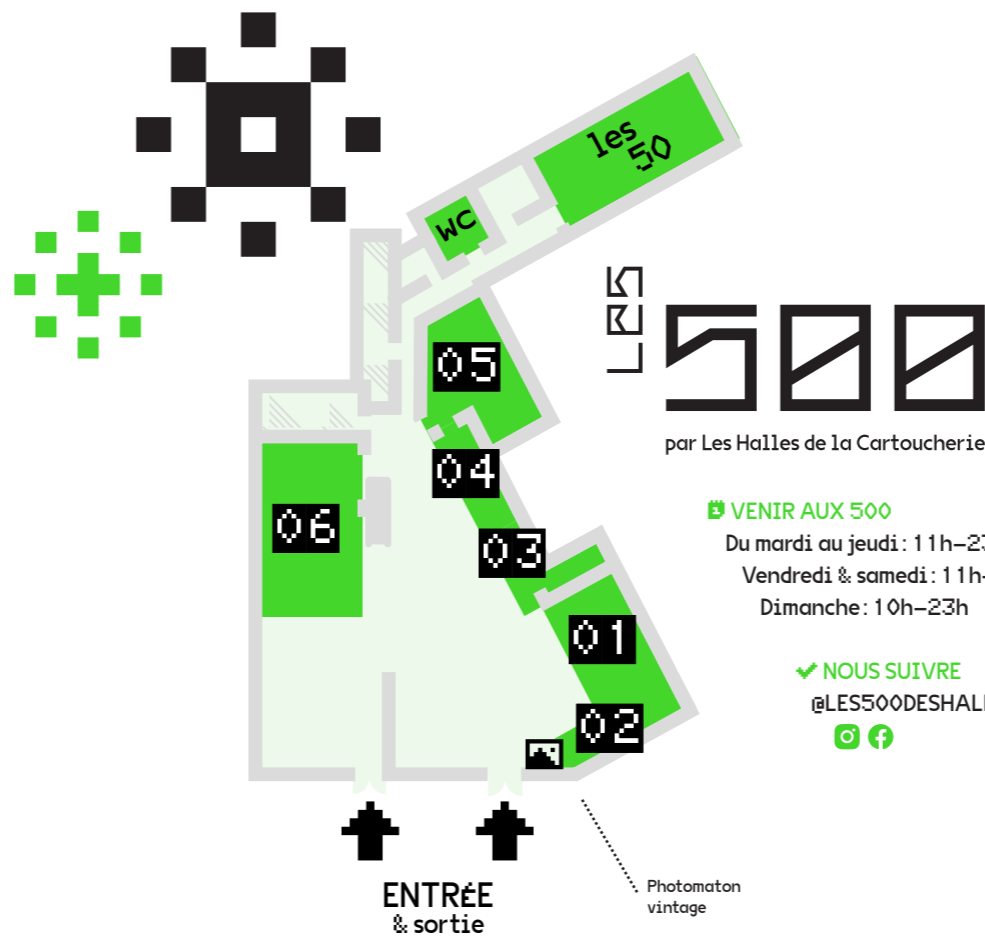 les
50
WC
LES
500
05
par Les Halles de la Cartoucherie
04
VENIR AUX 500
06
Du mardi au jeudi : 11h-2
03
Vendredi & samedi : 11h-
Dimanche : 10h-23h
01
NOUS SUIVRE
@LES500DESHAL
02
ENTRÉE
& sortie
Photomaton
vintage